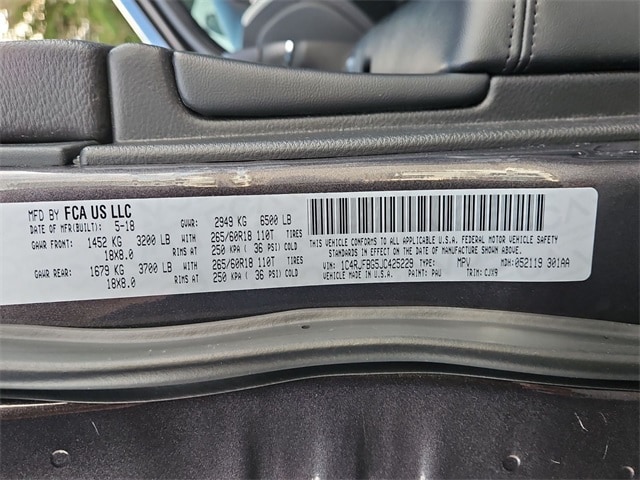 MFD BY FCA US LLC
DATE OF MFR(BUILT): 5-18 GVWR: 2949 KG 6500 LB
GAWR FRONT: 1452 KG 3200 LB WITH 265/60R18 110T TIRES
18X8.0 RIMS AT 250 KPA ( 36 PSI) COLD
GAWR REAR: 1679 KG 3700 LB WITH 265/60R18 110T TIRES
18X8.0 RIMS AT 250 KPA ( 36 PSI) COLD
THIS VEHICLE CONFORMS TO ALL APPLICABLE U.S.A. FEDERAL MOTOR VEHICLE SAFETY
STANDARDS IN EFFECT ON THE DATE OF MANUFACTURE SHOWN ABOVE.
VIN: 1C4RJFBG5JC425229 TYPE: MPV MDH: 052119 301AA
VEHICLE MADE IN U.S.A. PAINT: PAU TRIM: CJX9